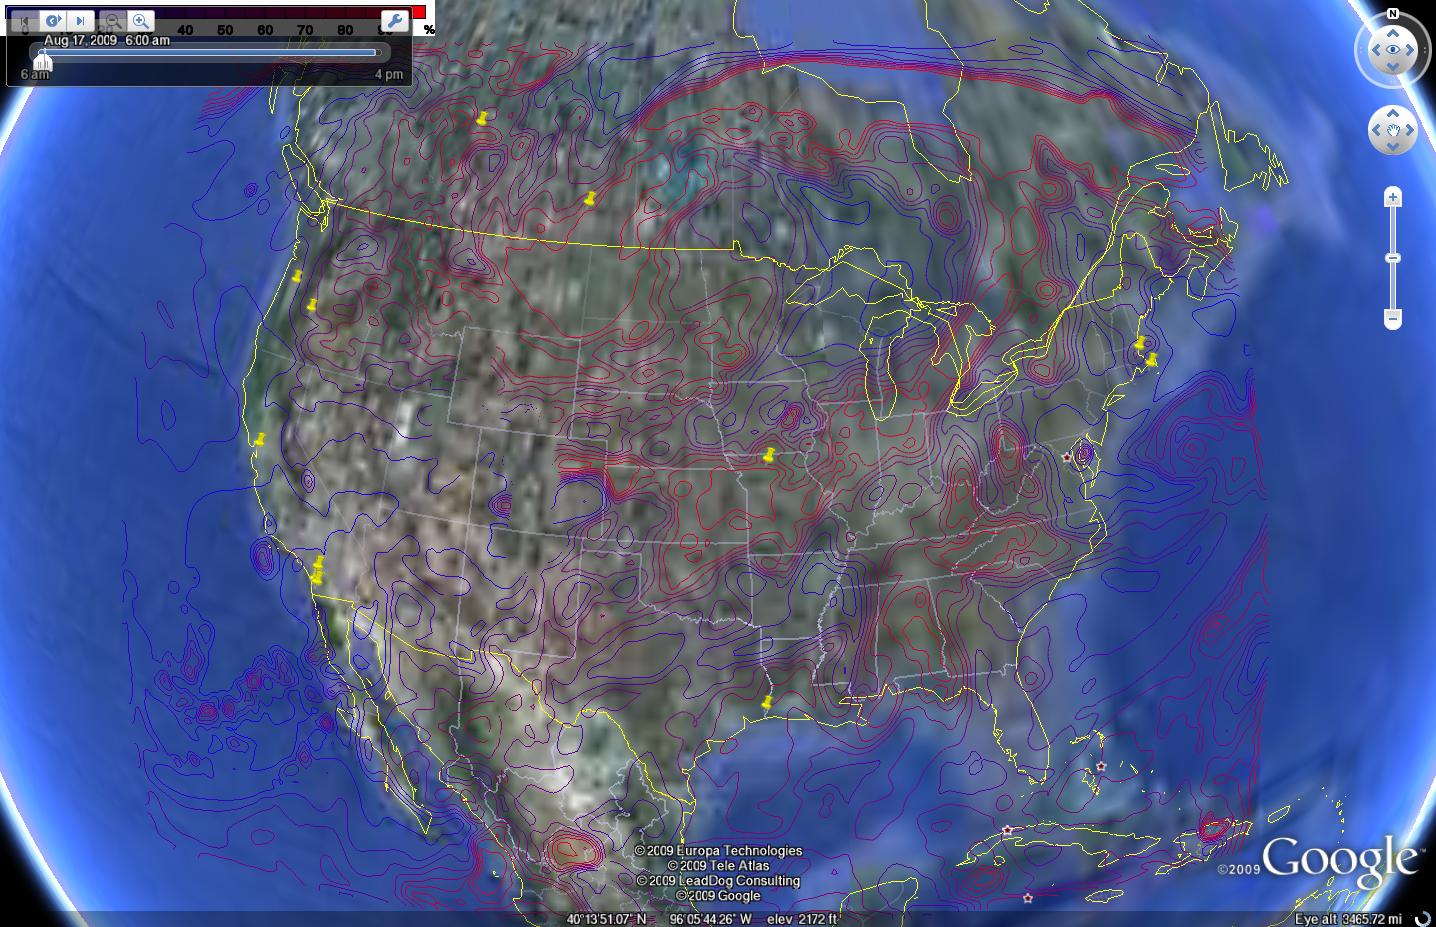 40 50 60 70 80 %
Aug 17, 2009 6:00 am
6 am 4 pm
N
©2009 Europa Technologies
© 2009 Tele Atlas
©2009 LeadDog Consulting
©2009 Google
©2009 Google™
40°13'51.07" N 96°05'44.26" W elev 2172 ft
Eye alt 3465.72 mi